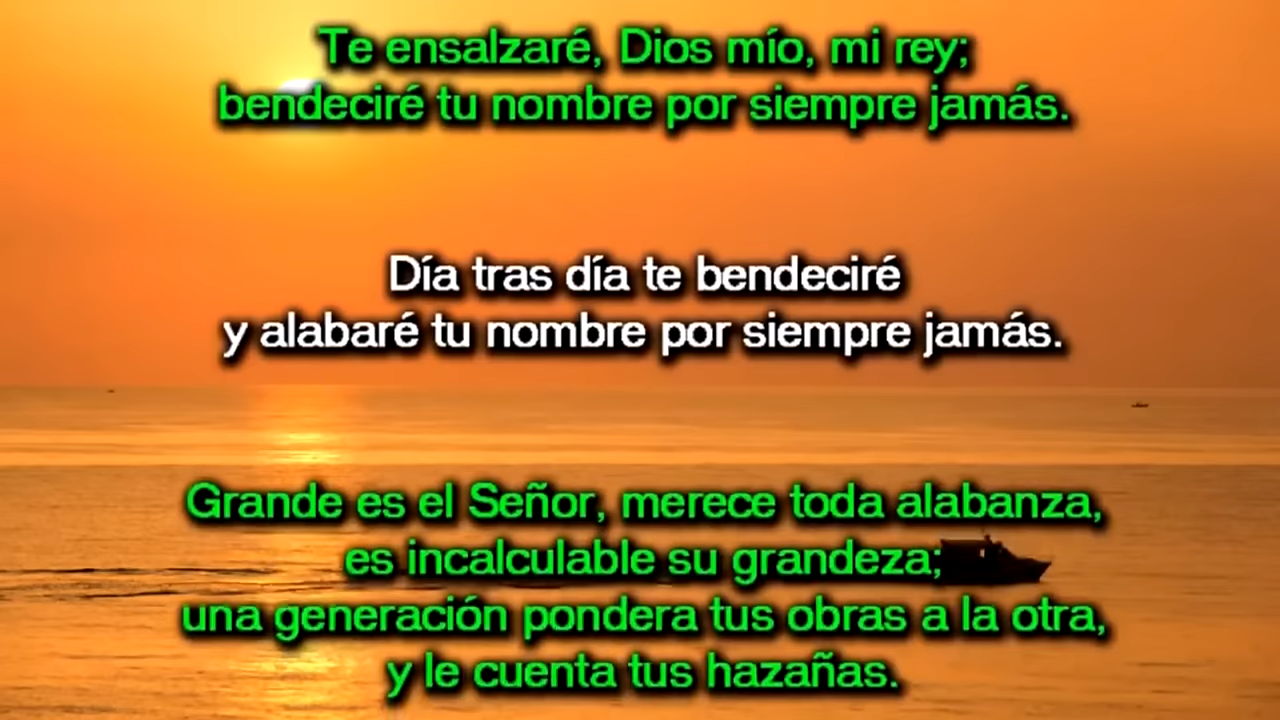 Te ensalzaré, Dios mío, mi rey;
bendeciré tu nombre por siempre jamás.
Día tras día te bendeciré
y alabaré tu nombre por siempre jamás.
Grande es el Señor, merece toda alabanza,
es incalculable su grandeza;
una generación pondera tus obras a la otra,
y le cuenta tus hazañas.